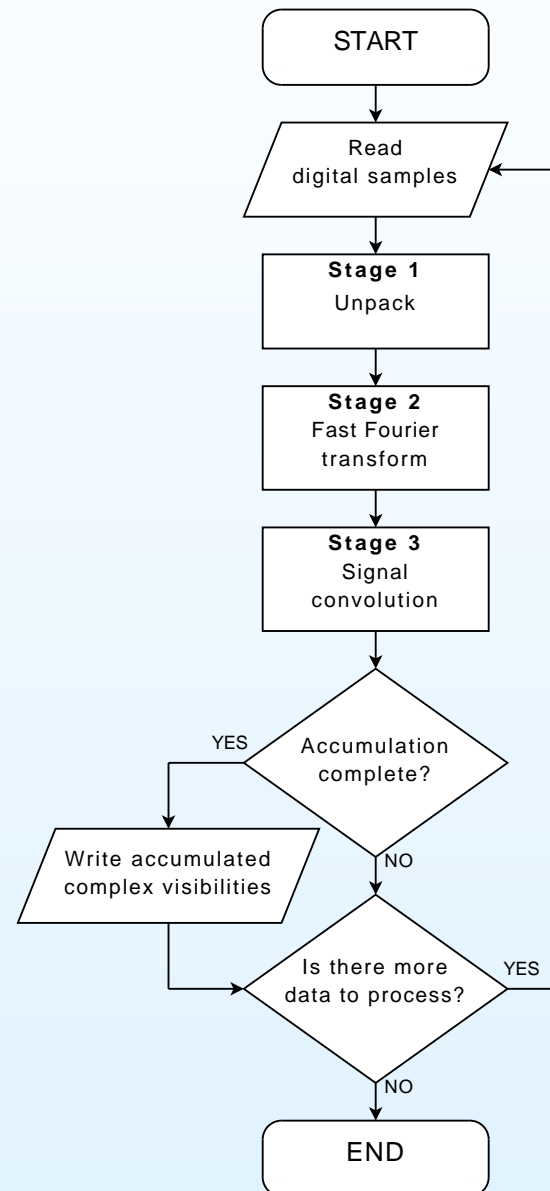 START
Read
digital samples
Stage 1
Unpack
Stage 2
Fast Fourier
transform
Stage 3
Signal
convolution
YES
Accumulation
complete?
Write accumulated
complex visibilities
NO
Is there more
data to process?
YES
NO
END